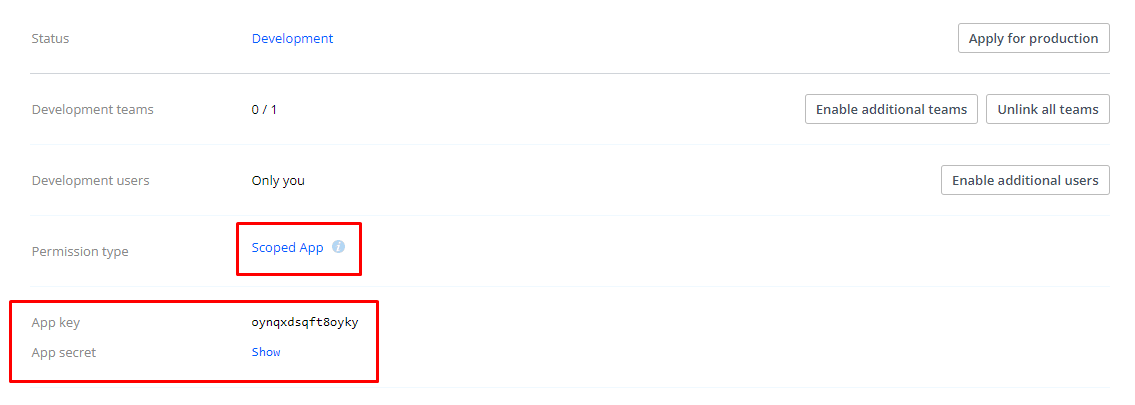 Status Development Apply for production
Development teams 0 / 1 Enable additional teams Unlink all teams
Development users Only you Enable additional users
Permission type Scoped App i
App key oynqxdsqft8oyky
App secret Show